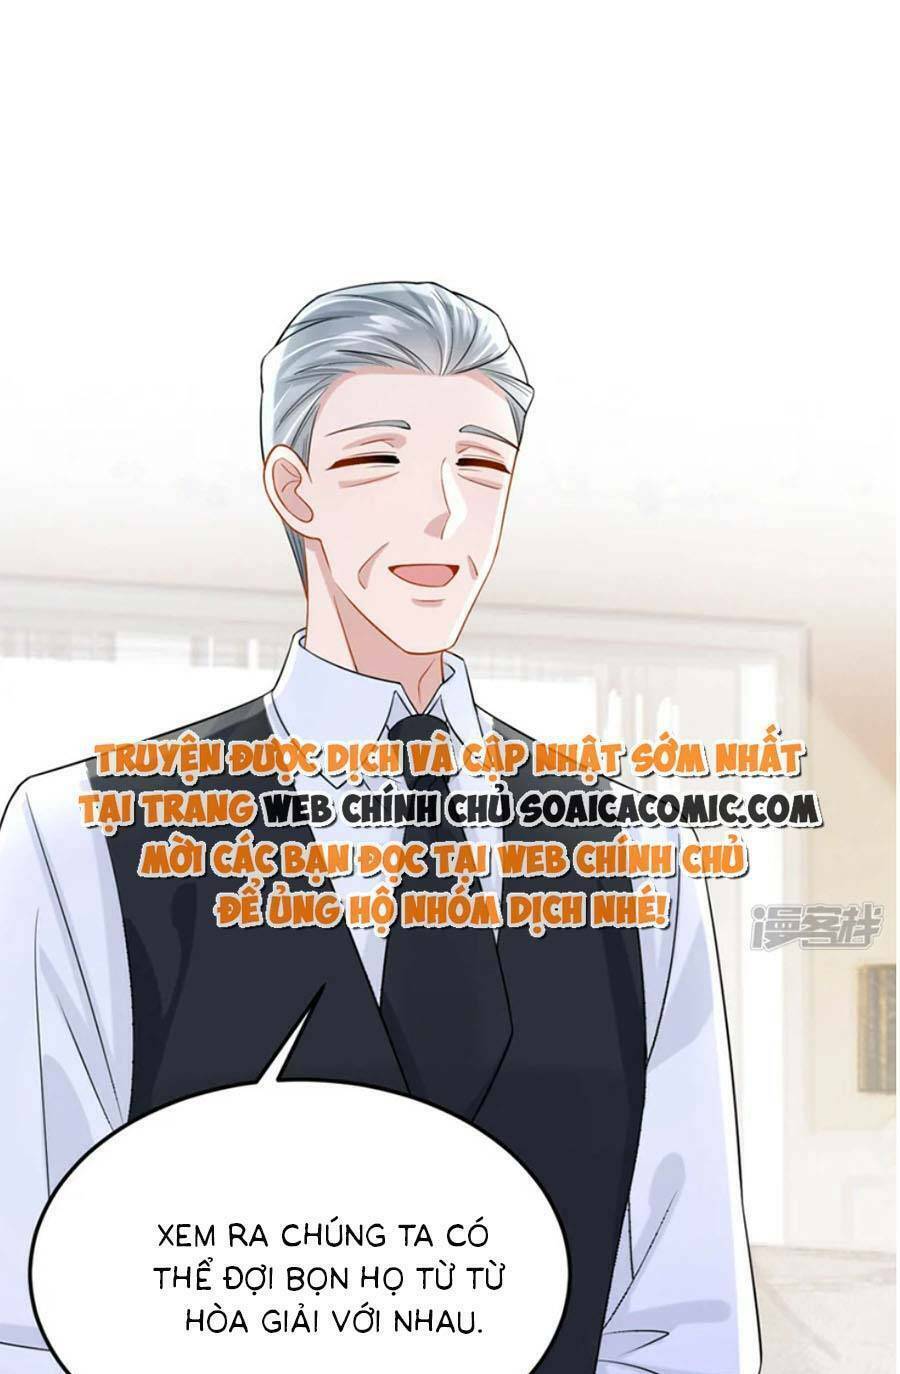 TRUYỆN ĐƯỢC DỊCH VÀ CẬP NHẬT SỚM NHẤT
TẠI TRANG WEB CHÍNH CHỦ SOAICACOMIC.COM
MỜI CÁC BẠN ĐỌC TẠI WEB CHÍNH CHỦ
ĐỂ ỦNG HỘ NHÓM DỊCH NHÉ!
漫客栈
XEM RA CHÚNG TA CÓ
THỂ ĐỢI BỌN HỌ TỪ TỪ
HÒA GIẢI VỚI NHAU.